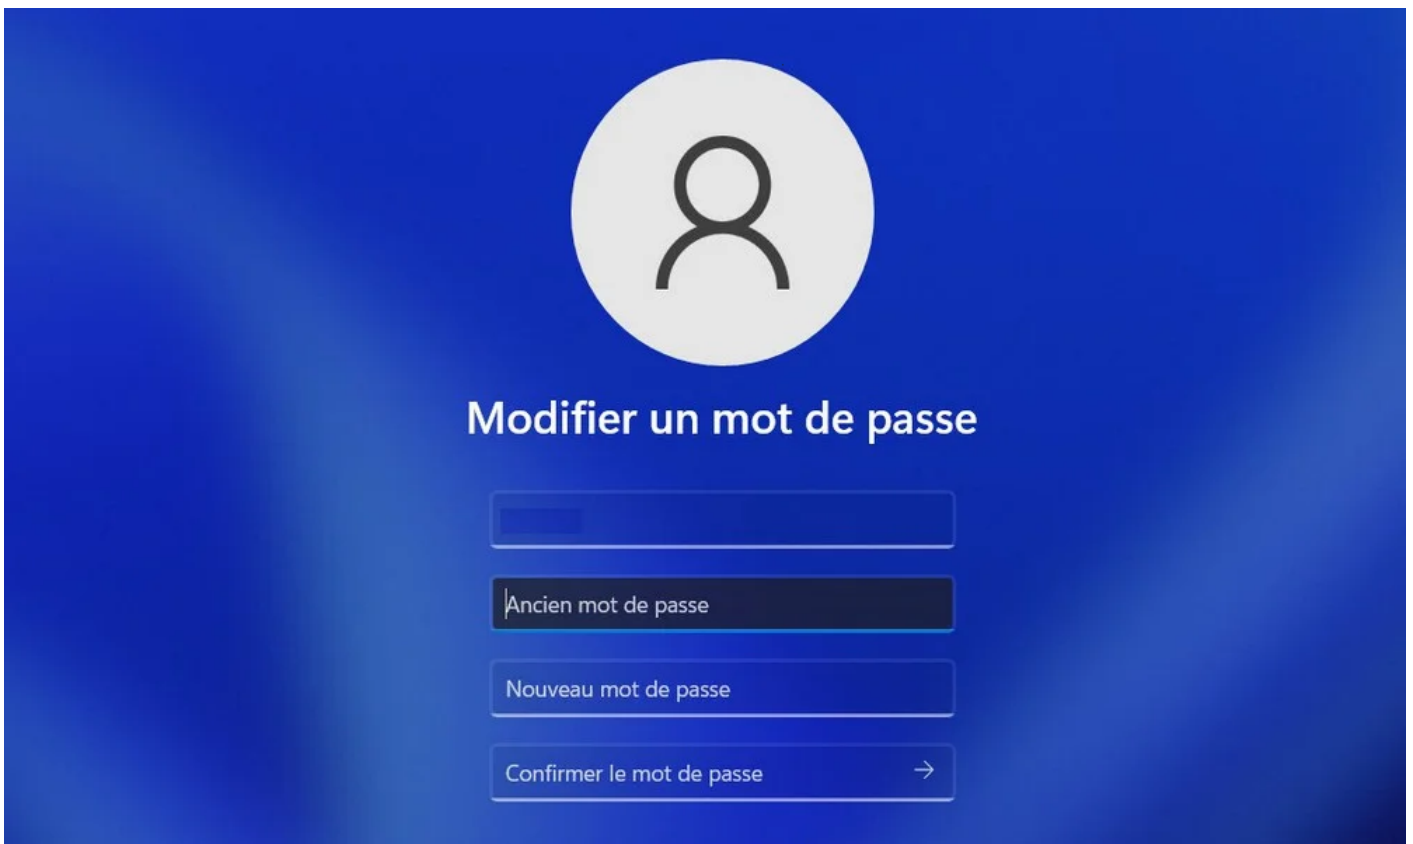 Modifier un mot de passe
Ancien mot de passe
Nouveau mot de passe
Confirmer le mot de passe